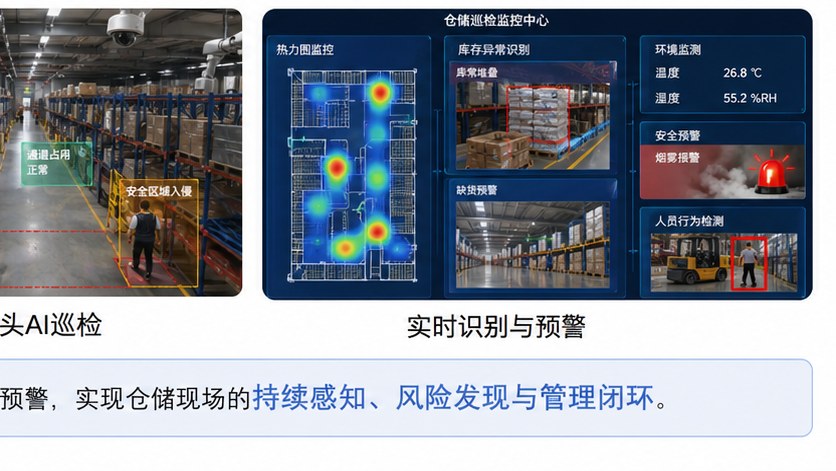 通道占用
正常
安全区域入侵
仓储巡检监控中心
热力图监控
库存异常识别
库常堆叠
缺货预警
环境监测
温度 26.8 ℃
湿度 55.2 %RH
安全预警
烟雾报警
人员行为检测
头AI巡检
实时识别与预警
预警，实现仓储现场的持续感知、风险发现与管理闭环。